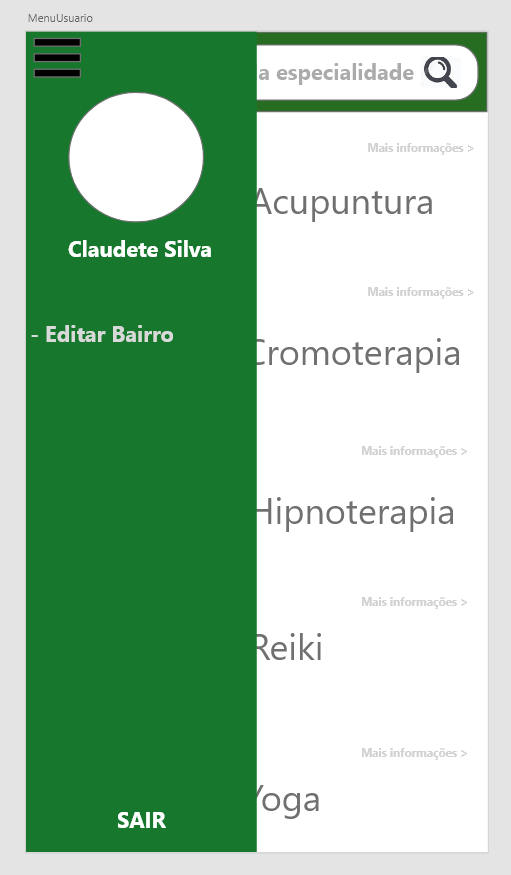 MenuUsuario
a especialidade
Mais informações >
Acupuntura
Claudete Silva
Mais informações >
- Editar Bairro
Cromoterapia
Mais informações >
Hipnoterapia
Mais informações >
Reiki
Mais informações >
Yoga
SAIR